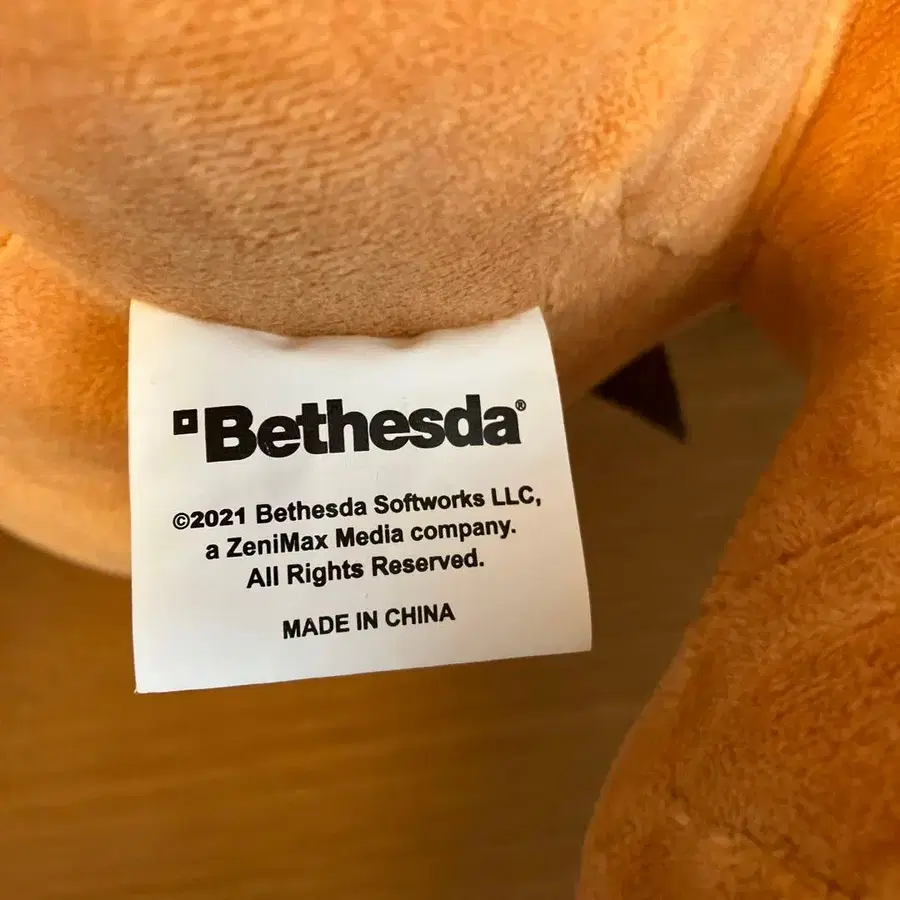 Bethesda®
©2021 Bethesda Softworks LLC,
a ZeniMax Media company.
All Rights Reserved.
MADE IN CHINA